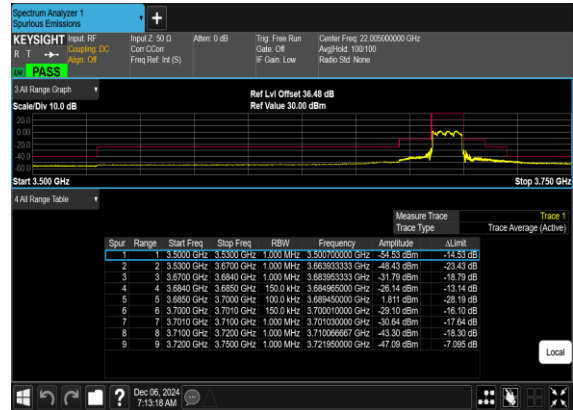 Spectrum Analyzer 1
Spurious Emissions
+
KEYSIGHT Input: RF Input Z: 50 Ω Atten: 0 dB Trig: Free Run Center Freq: 22.005000000 GHz
R T Coupling: DC Corr CCorr Gate: Off Avg|Hold: 100/100
Align: Off Freq Ref: Int (S) IF Gain: Low Radio Std: None
LXI PASS
3 All Range Graph Ref Lvl Offset 36.48 dB
Scale/Div 10.0 dB Ref Value 30.00 dBm
20.0
0.00
-20.0
-40.0
-60.0
Start 3.500 GHz Stop 3.750 GHz
4 All Range Table
Measure Trace Trace 1
Trace Type Trace Average (Active)
Spur Range Start Freq Stop Freq RBW Frequency Amplitude ΔLimit
1 1 3.5000 GHz 3.5300 GHz 1.000 MHz 3.500700000 GHz -54.53 dBm -14.53 dB
2 2 3.5300 GHz 3.6700 GHz 1.000 MHz 3.663933333 GHz -48.43 dBm -23.43 dB
3 3 3.6700 GHz 3.6840 GHz 1.000 MHz 3.683953333 GHz -31.79 dBm -18.79 dB
4 4 3.6840 GHz 3.6850 GHz 150.0 kHz 3.684965000 GHz -26.14 dBm -13.14 dB
5 5 3.6850 GHz 3.7000 GHz 100.0 kHz 3.689450000 GHz 1.811 dBm -28.19 dB
6 6 3.7000 GHz 3.7010 GHz 150.0 kHz 3.700010000 GHz -29.10 dBm -16.10 dB
7 7 3.7010 GHz 3.7100 GHz 1.000 MHz 3.701030000 GHz -30.64 dBm -17.64 dB
8 8 3.7100 GHz 3.7200 GHz 1.000 MHz 3.710066667 GHz -43.30 dBm -18.30 dB
9 9 3.7200 GHz 3.7500 GHz 1.000 MHz 3.721950000 GHz -47.09 dBm -7.095 dB
Local
? Dec 06, 2024
7:13:18 AM